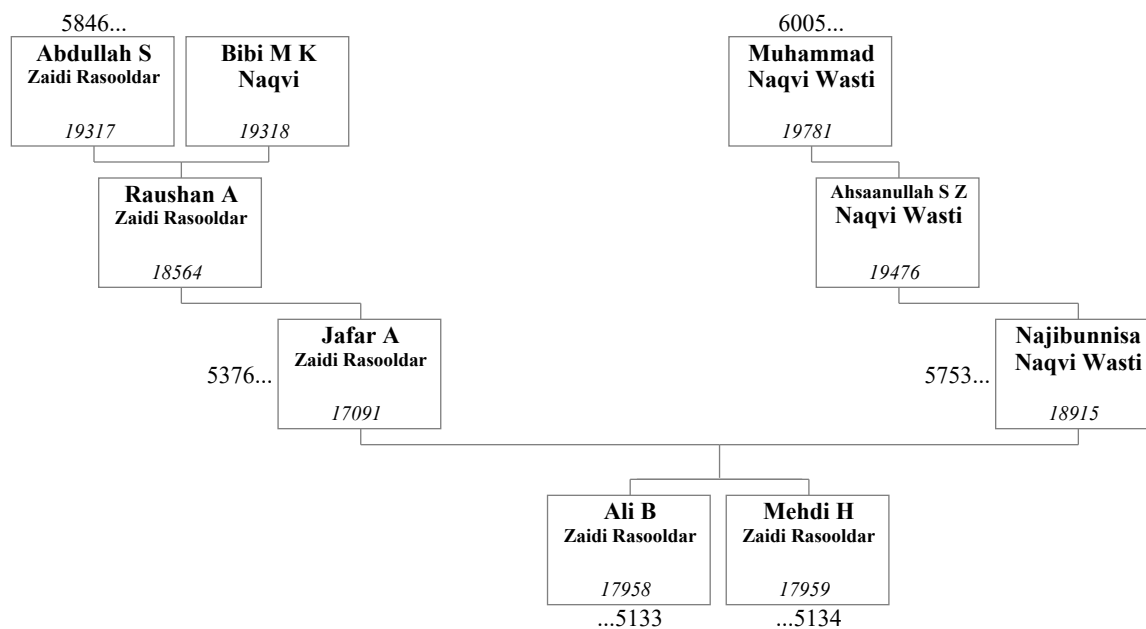 5846...
Abdullah S
Zaidi Rasooldar
19317
Bibi M K
Naqvi
19318
6005...
Muhammad
Naqvi Wasti
19781
Raushan A
Zaidi Rasooldar
18564
Ahsaanullah S Z
Naqvi Wasti
19476
5376...
Jafar A
Zaidi Rasooldar
17091
5753...
Najibunnisa
Naqvi Wasti
18915
Ali B
Zaidi Rasooldar
17958
...5133
Mehdi H
Zaidi Rasooldar
17959
...5134